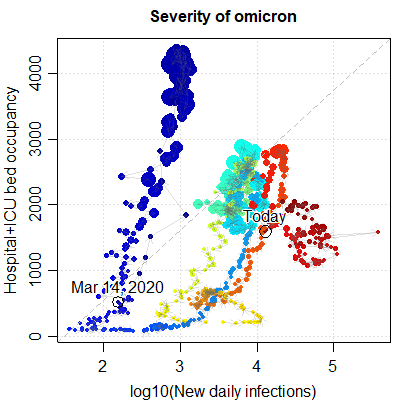 Severity of omicron
Hospital+ICU bed occupancy
4000
3000
2000
1000
0
Today
Mar 14, 2020
2
3
4
5
log10(New daily infections)